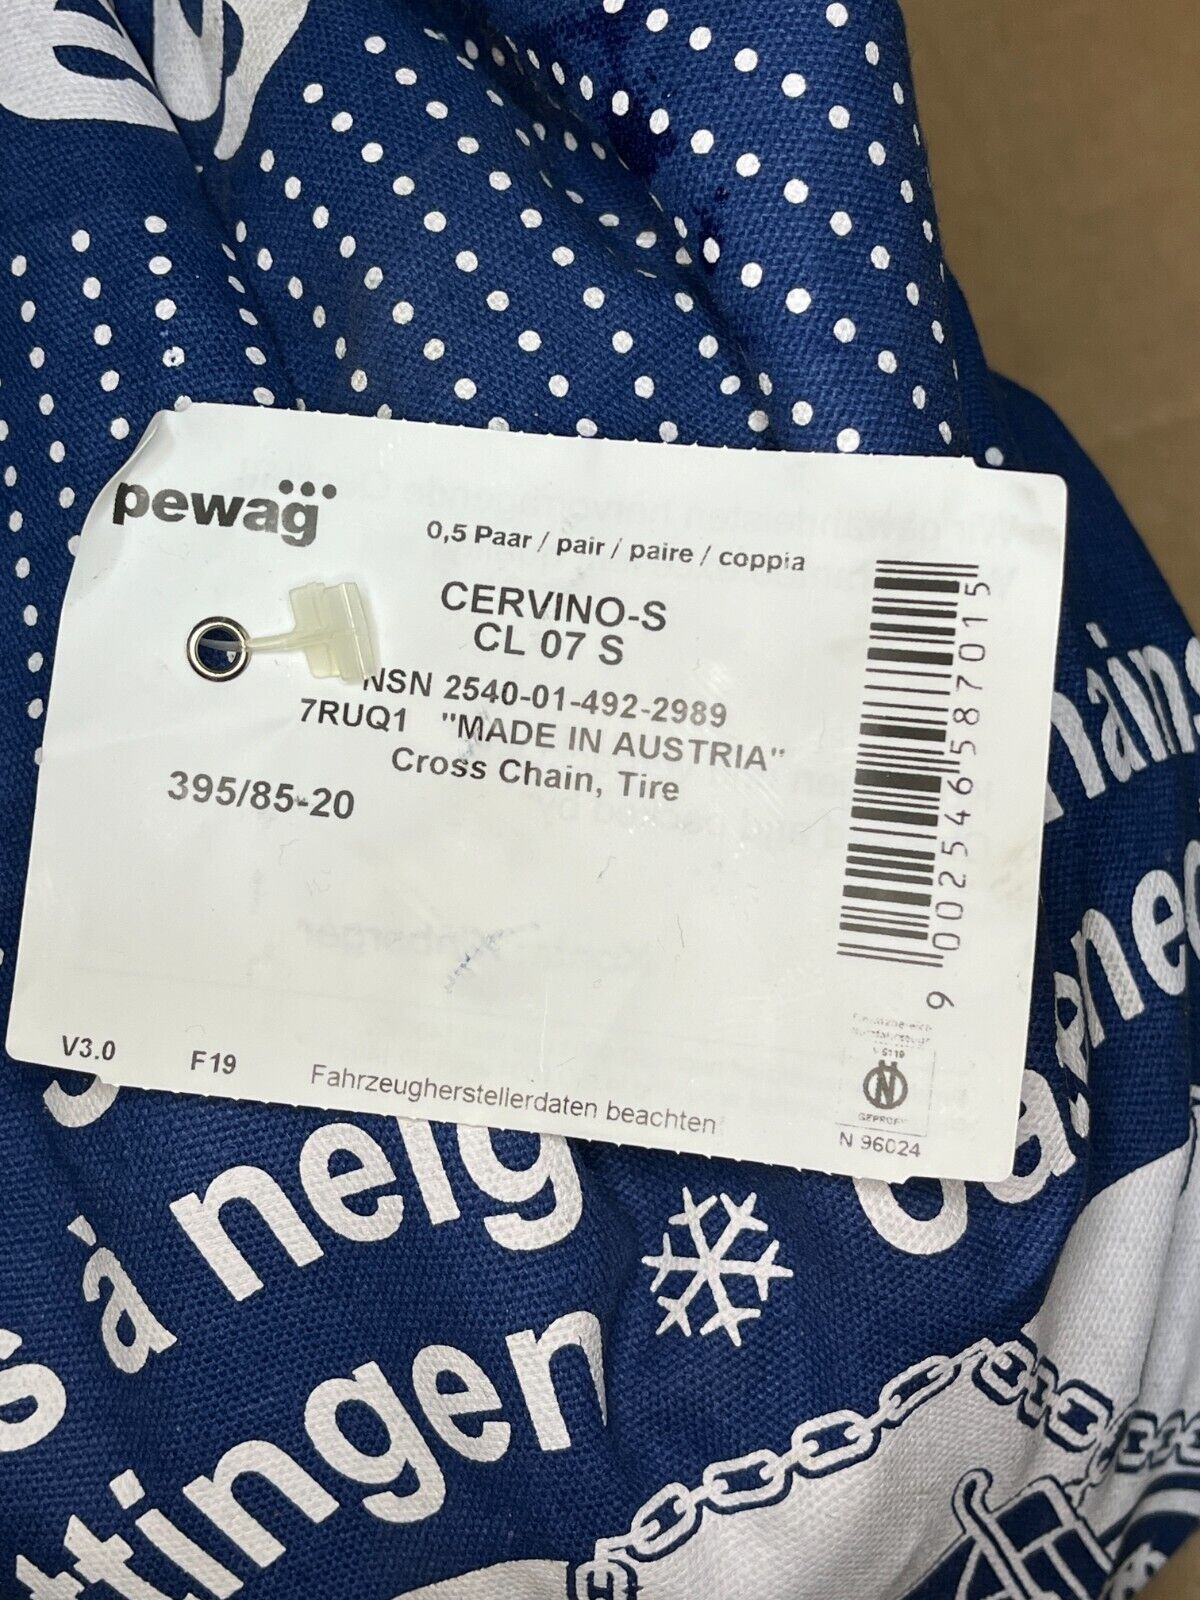 pewag
0,5 Paar / pair / paire / coppia
CERVINO-S
CL 07 S
NSN 2540-01-492-2989
7RUQ1 "MADE IN AUSTRIA"
Cross Chain, Tire
395/85-20
9 002546 587015
V3.0 F19 Fahrzeugherstellerdaten beachten
GEPRÜFT
N 96024
à neig
ttingen